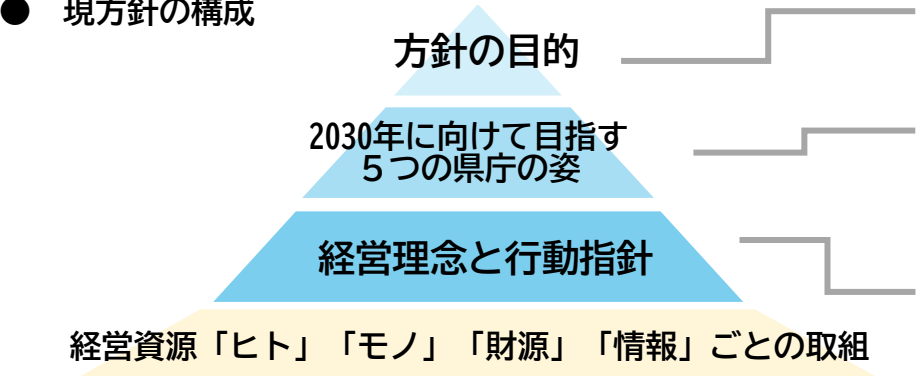 ● 現方針の構成
方針の目的
2030年に向けて目指す
５つの県庁の姿
経営理念と行動指針
経営資源「ヒト」「モノ」「財源」「情報」ごとの取組